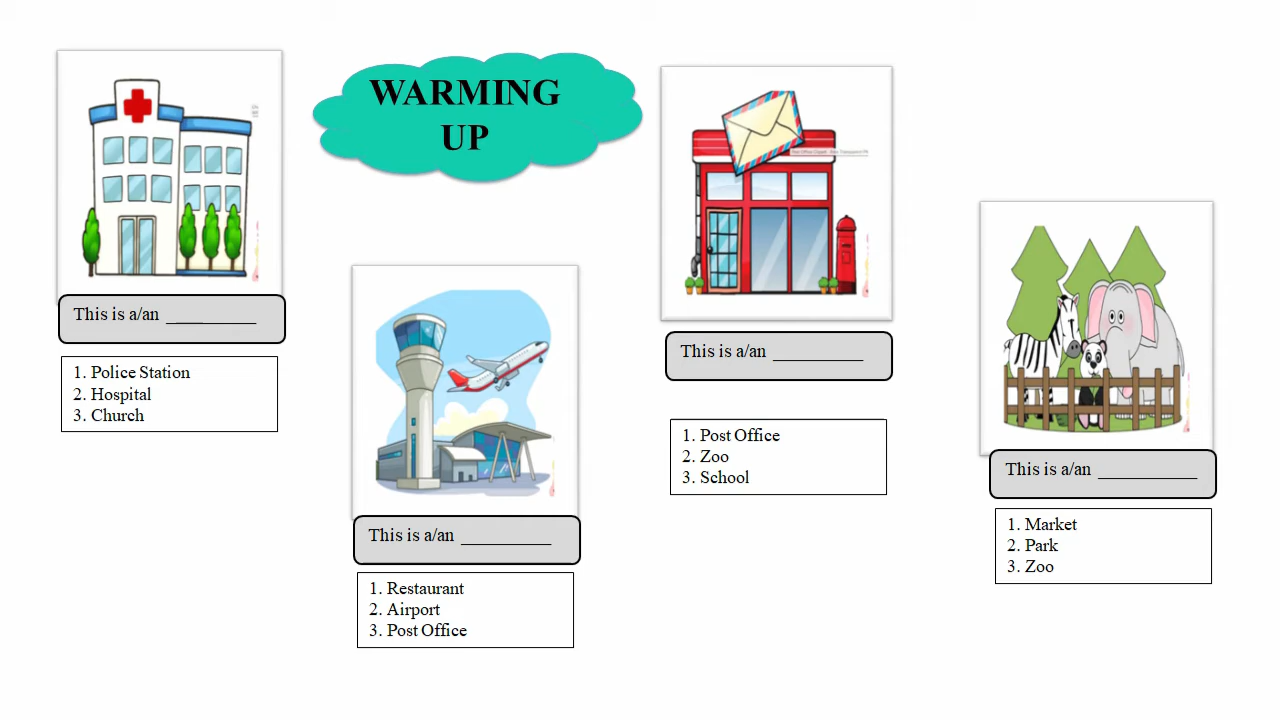 WARMING
UP
This is a/an __________
1. Police Station
2. Hospital
3. Church
This is a/an __________
1. Restaurant
2. Airport
3. Post Office
This is a/an __________
1. Post Office
2. Zoo
3. School
This is a/an ___________
1. Market
2. Park
3. Zoo